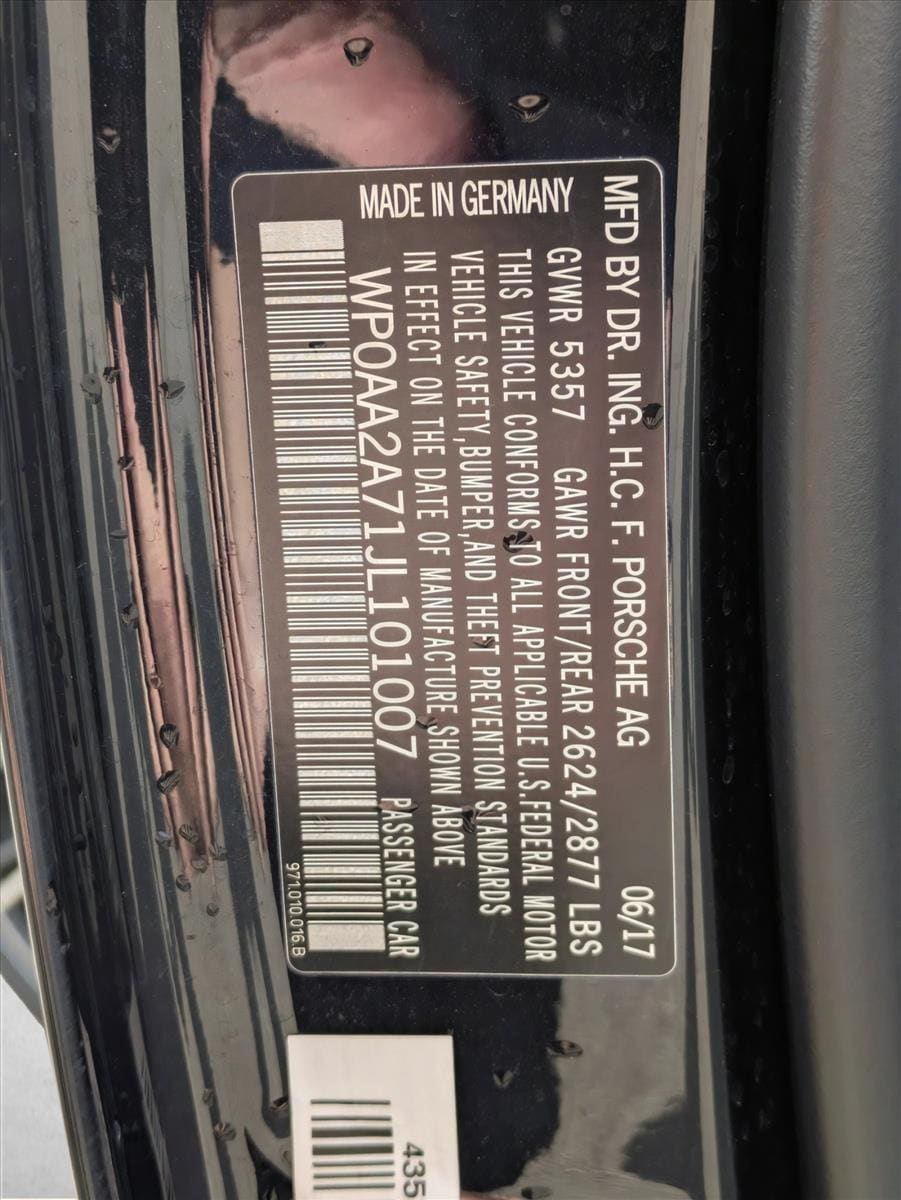 MFD BY DR. ING. H.C. F. PORSCHE AG 06/17
GVWR 5357 GAWR FRONT/REAR 2624/2877 LBS
THIS VEHICLE CONFORMS TO ALL APPLICABLE U.S.FEDERAL MOTOR
VEHICLE SAFETY,BUMPER,AND THEFT PREVENTION STANDARDS
IN EFFECT ON THE DATE OF MANUFACTURE SHOWN ABOVE
MADE IN GERMANY WP0AA2A71JL101007 PASSENGER CAR
971.010.016.B
435